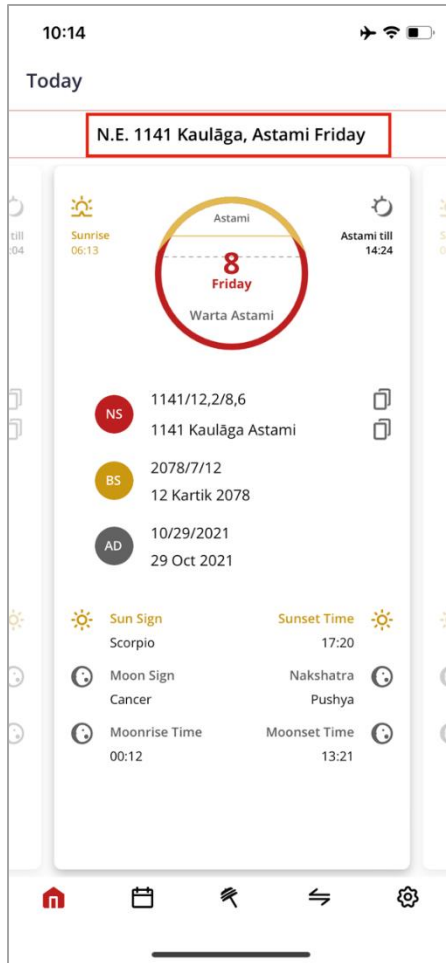 10:14
Today
N.E. 1141 Kaulāga, Astami Friday
till
:04
Sunrise
06:13
Astami
8
Friday
Warta Astami
Astami till
14:24
NS
1141/12,2/8,6
1141 Kaulāga Astami
BS
2078/7/12
12 Kartik 2078
AD
10/29/2021
29 Oct 2021
Sun Sign
Scorpio
Sunset Time
17:20
Moon Sign
Cancer
Nakshatra
Pushya
Moonrise Time
00:12
Moonset Time
13:21